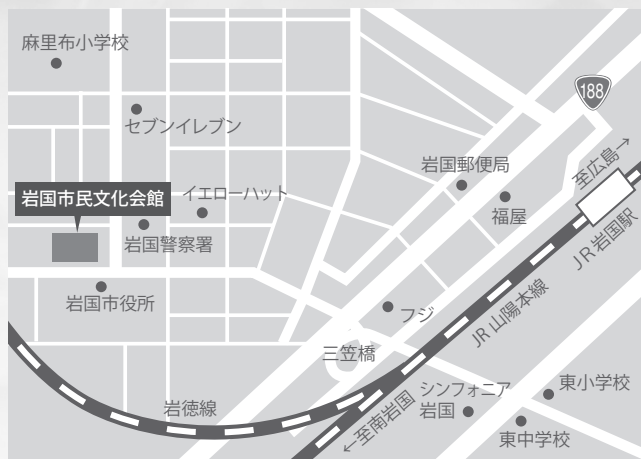 麻里布小学校
セブンイレブン
188
岩国郵便局
至広島→
岩国市民文化会館
イエローハット
福屋
岩国警察署
JR岩国駅
岩国市役所
フジ
JR山陽本線
三笠橋
岩徳線
←至南岩国
シンフォニア
岩国
東小学校
東中学校